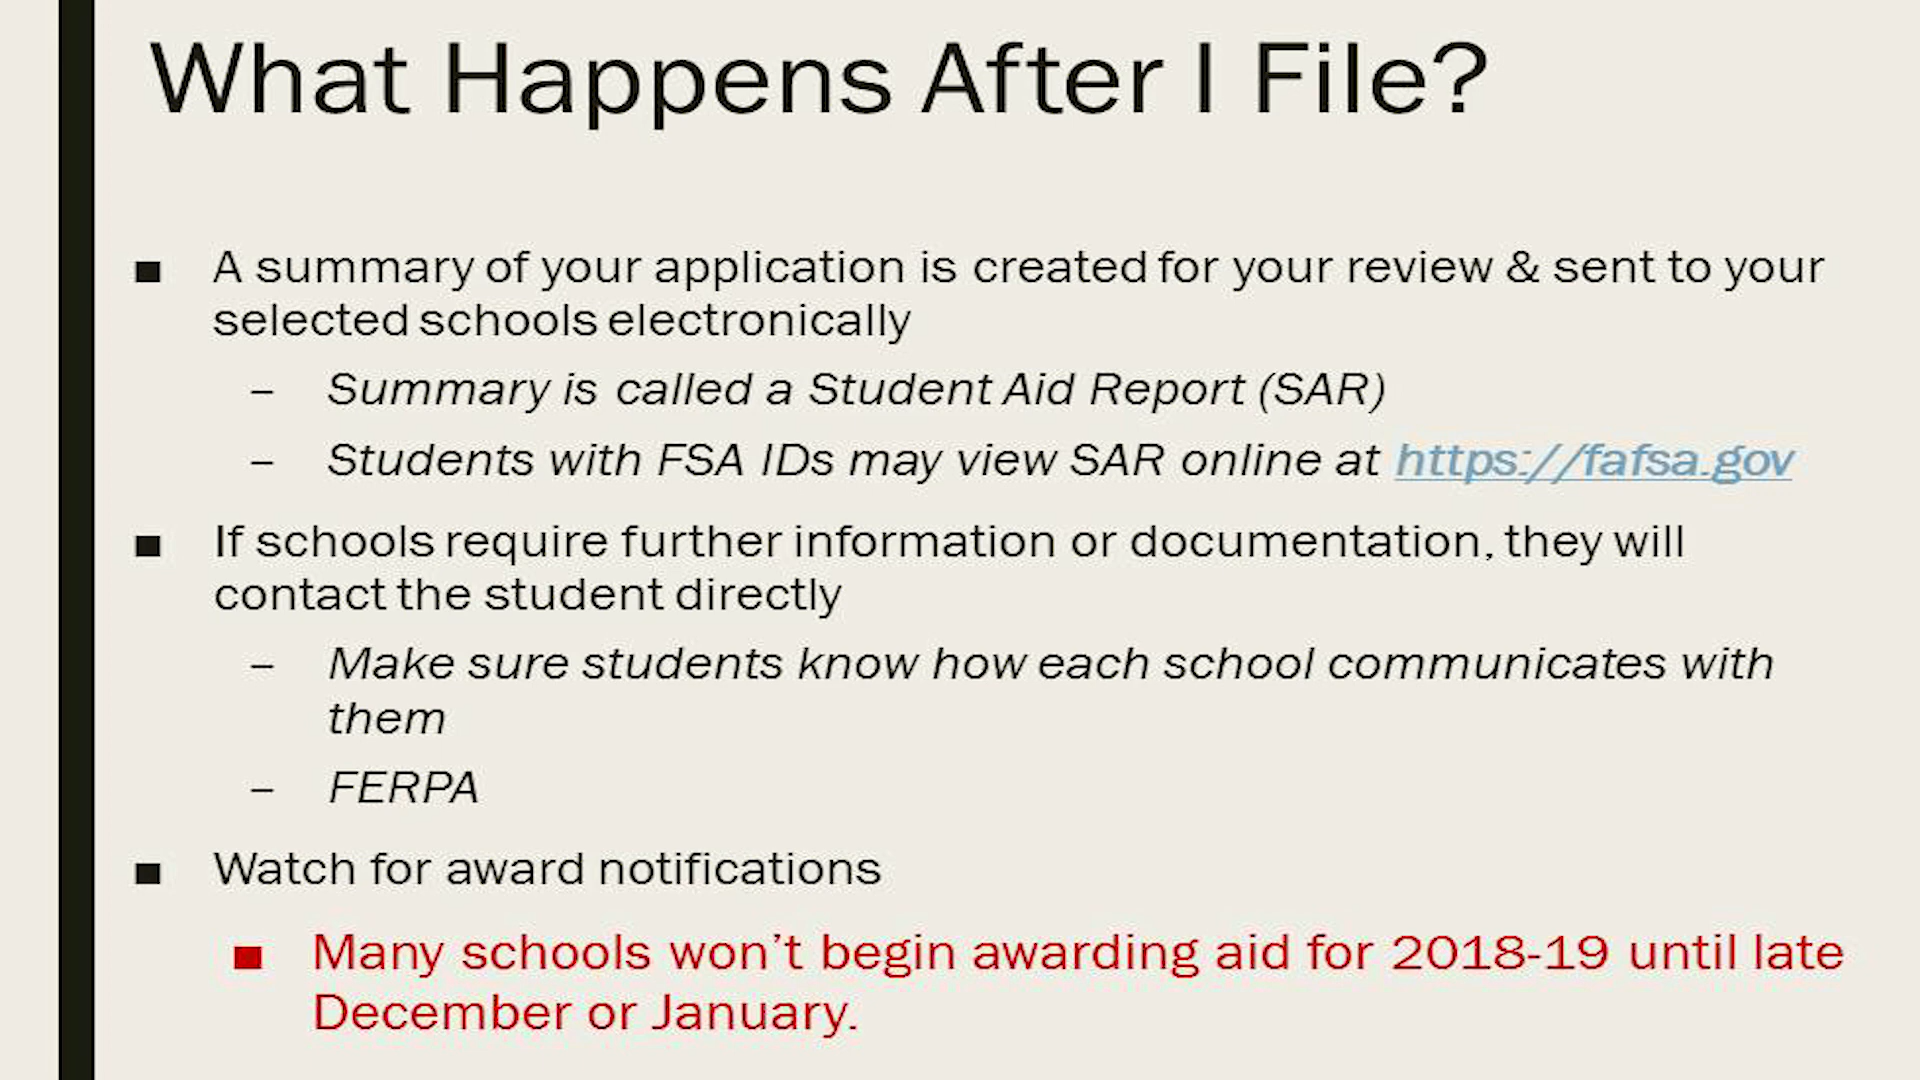 What Happens After I File?
■ A summary of your application is created for your review & sent to your
selected schools electronically
– Summary is called a Student Aid Report (SAR)
– Students with FSA IDs may view SAR online at https://fafsa.gov
■ If schools require further information or documentation, they will
contact the student directly
– Make sure students know how each school communicates with
them
– FERPA
■ Watch for award notifications
■ Many schools won’t begin awarding aid for 2018-19 until late
December or January.